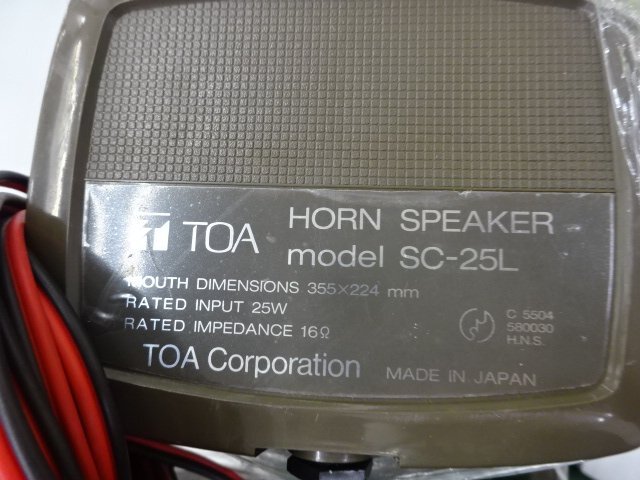 TOA HORN SPEAKER
model SC-25L
MOUTH DIMENSIONS 355×224 mm
RATED INPUT 25W
RATED IMPEDANCE 16Ω
C 5504
580030
H.N.S.
TOA Corporation MADE IN JAPAN